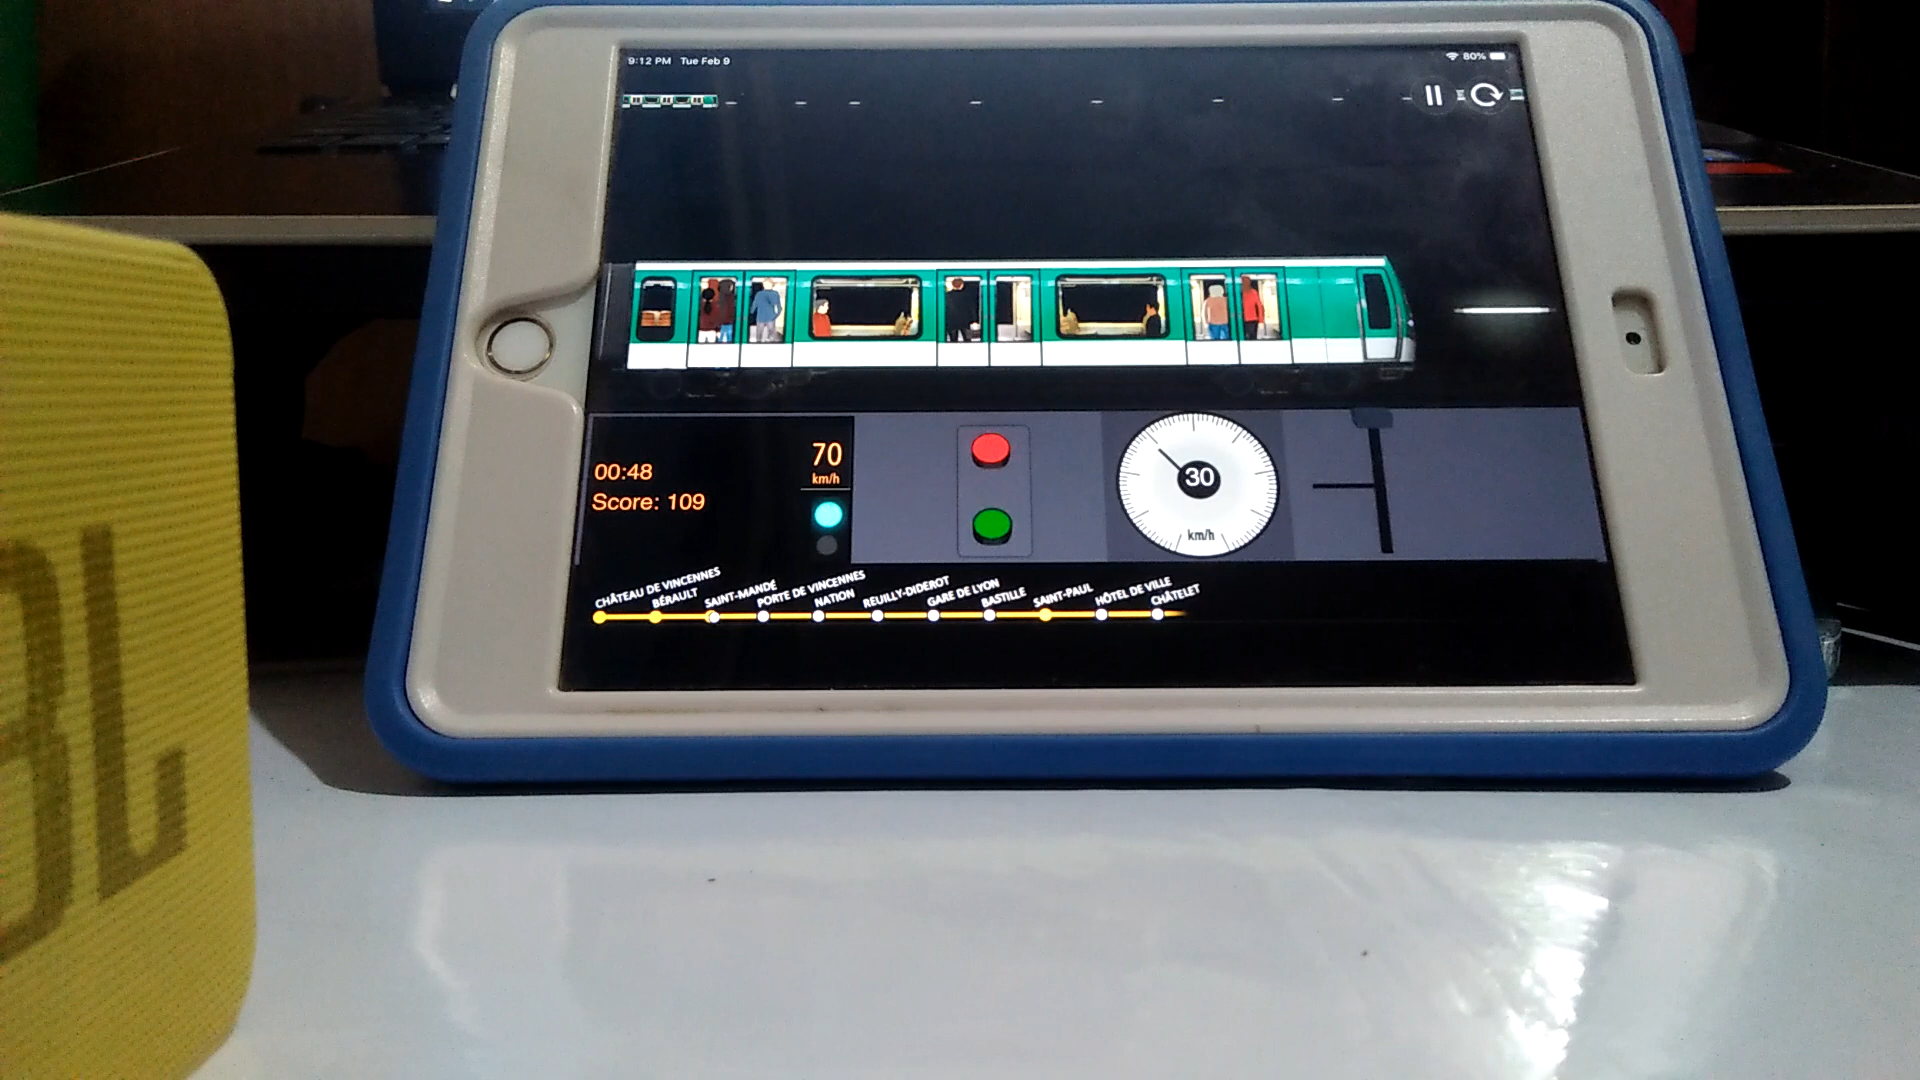 9:12 PM Tue Feb 9
80%
00:48
Score: 109
70
km/h
30
km/h
CHÂTEAU DE VINCENNES
BÉRAULT
SAINT-MANDÉ
PORTE DE VINCENNES
NATION
REUILLY-DIDEROT
GARE DE LYON
BASTILLE
SAINT-PAUL
HÔTEL DE VILLE
CHÂTELET
JBL